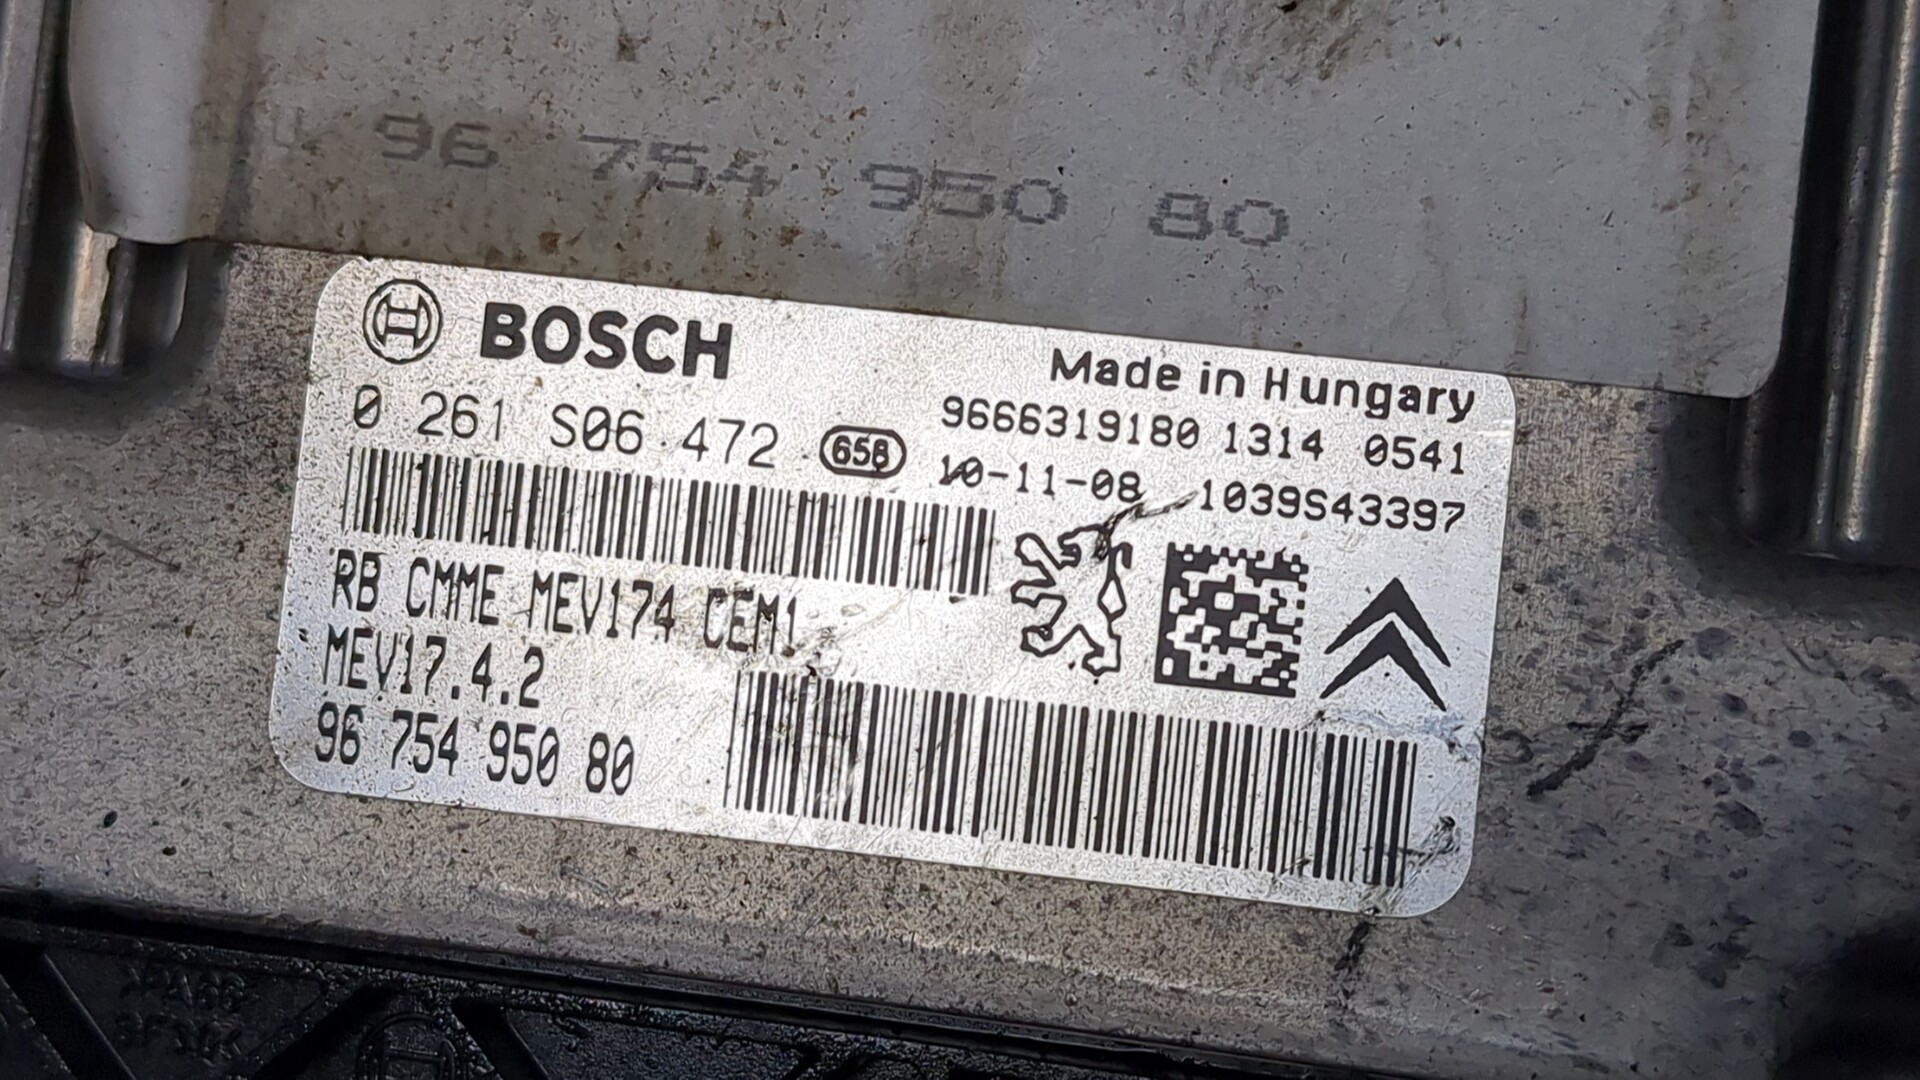 96 754 950 80
BOSCH
Made in Hungary
0 261 S06 472 658
9666319180 1314 0541
10-11-08 1039S43397
RB CMME MEV174 CEM1
MEV17.4.2
96 754 950 80